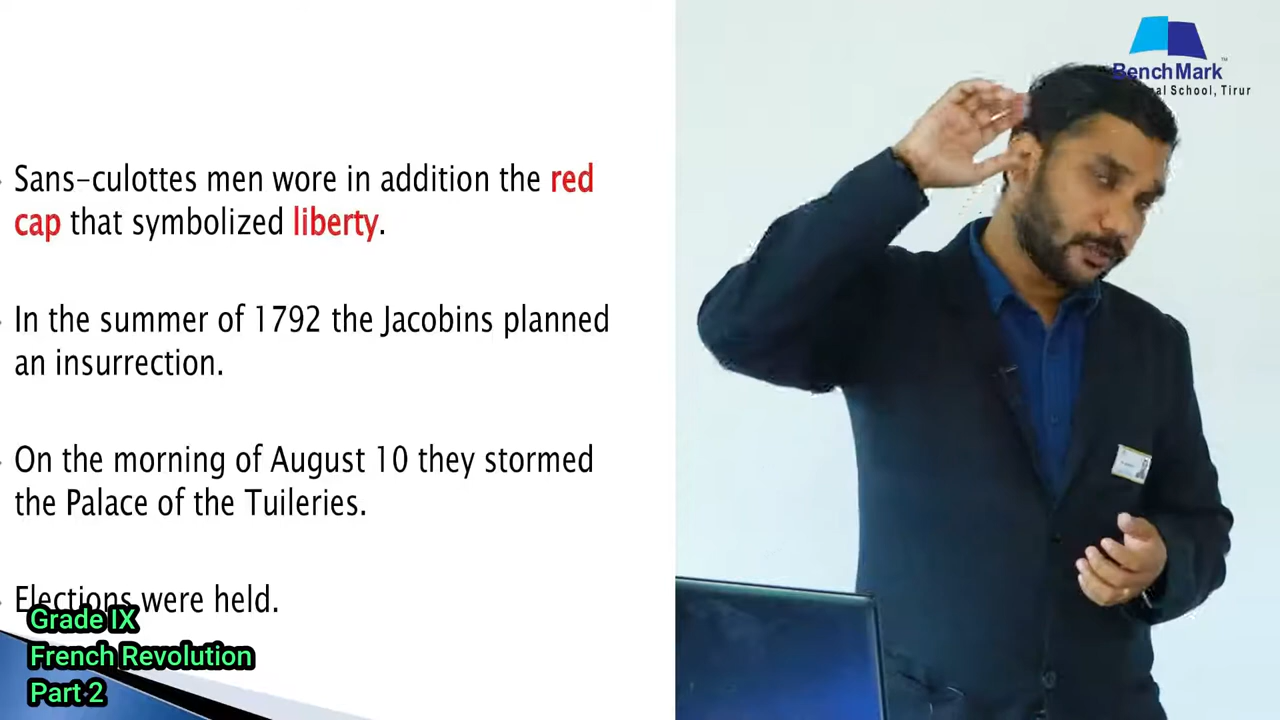 BenchMark™
al School, Tirur
Sans-culottes men wore in addition the red
cap that symbolized liberty.
In the summer of 1792 the Jacobins planned
an insurrection.
On the morning of August 10 they stormed
the Palace of the Tuileries.
Elections were held.
Grade IX
French Revolution
Part 2